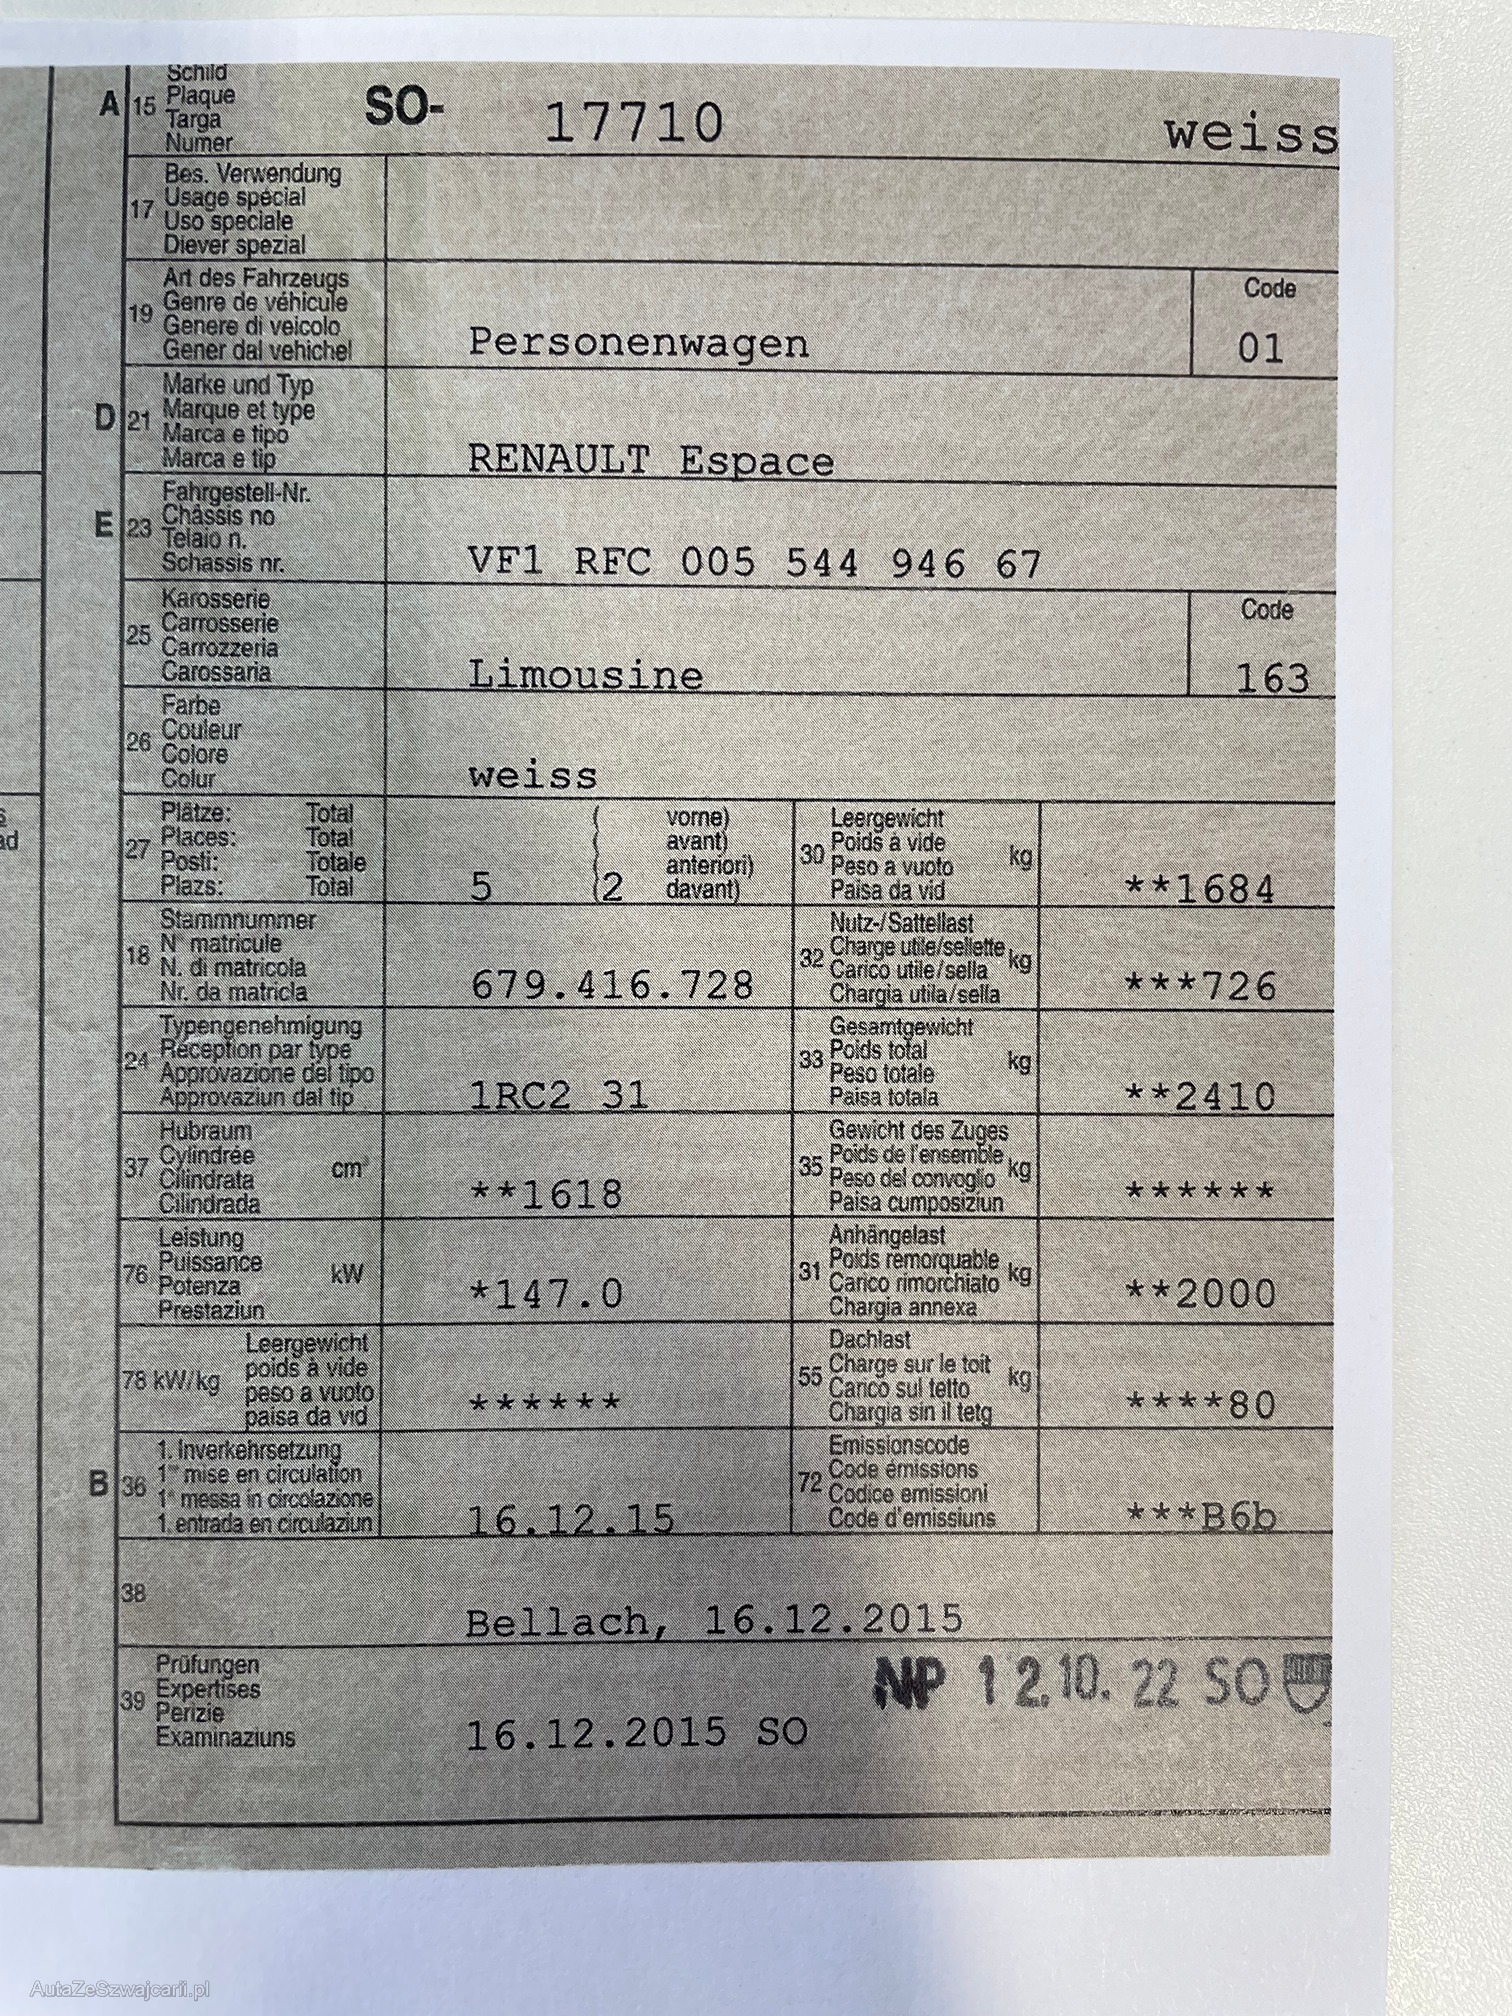 Schild
A 15 Plaque SO- 17710 weiss
Targa
Numer
Bes. Verwendung
17 Usage spécial
Uso speciale
Diever spezial
Art des Fahrzeugs Code
19 Genre de véhicule
Genere di veicolo
Gener dal vehichel Personenwagen 01
Marke und Typ
D 21 Marque et type
Marca e tipo
Marca e tip RENAULT Espace
Fahrgestell-Nr.
E 23 Châssis no
Telaio n.
Schassis nr. VF1 RFC 005 544 946 67
Karosserie Code
25 Carrosserie
Carrozzeria
Carossaria Limousine 163
Farbe
26 Couleur
Colore
Colur weiss
Plätze: Total ( vorne) Leergewicht
27 Places: Total ( avant) 30 Poids à vide kg
Posti: Totale ( anteriori) Peso a vuoto
Plazs: Total 5 (2 davant) Paisa da vid **1684
Stammnummer Nutz-/Sattellast
18 N° matricule 32 Charge utile/sellette kg
N. di matricola Carico utile/sella
Nr. da matricla 679.416.728 Chargia utila/sella ***726
Typengenehmigung Gesamtgewicht
24 Réception par type 33 Poids total kg
Approvazione del tipo Peso totale
Approvaziun dal tip 1RC2 31 Paisa totala **2410
Hubraum Gewicht des Zuges
37 Cylindrée cm³ 35 Poids de l'ensemble kg
Cilindrata Peso del convoglio
Cilindrada **1618 Paisa cumposiziun ******
Leistung Anhängelast
76 Puissance kW 31 Poids remorquable kg
Potenza Carico rimorchiato
Prestaziun *147.0 Chargia annexa **2000
Leergewicht Dachlast
78 kW/kg poids à vide 55 Charge sur le toit kg
peso a vuoto Carico sul tetto
paisa da vid ****** Chargia sin il tetg ****80
1. Inverkehrsetzung Emissionscode
B 36 1re mise en circulation 72 Code émissions
1a messa in circolazione Codice emissioni
1. entrada en circulaziun 16.12.15 Code d'emissiuns ***B6b
38
Bellach, 16.12.2015
Prüfungen NP 12.10.22 SO
39 Expertises
Perizie
Examinaziuns 16.12.2015 SO
AutaZeSzwajcarii.pl